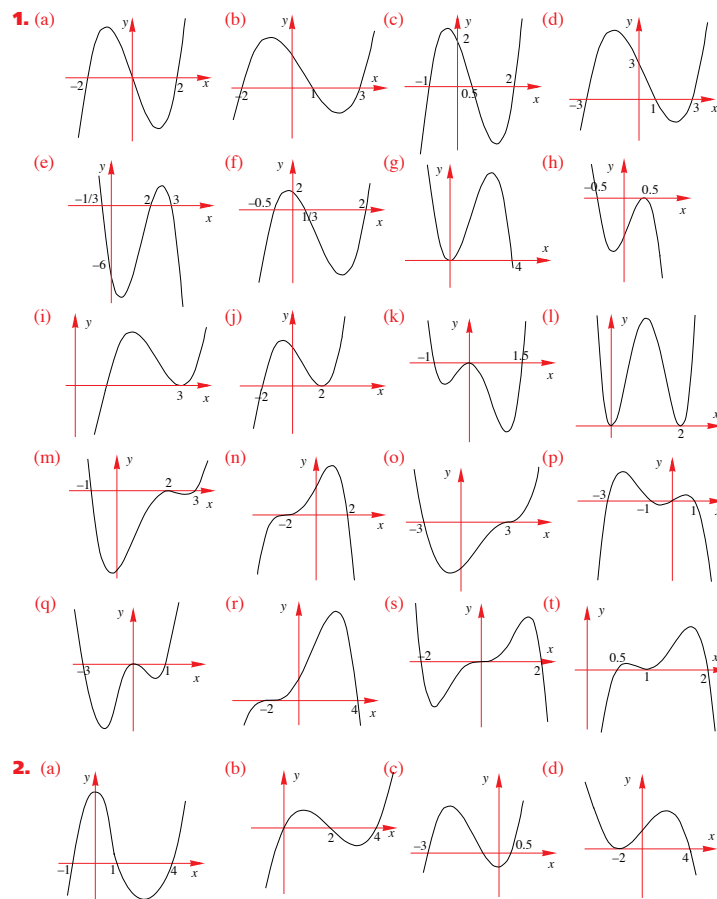 1. (a) (b) (c) (d)
y y y y
2
3
–2 2 x –2 1 3 x –1 0.5 2 x –3 1 3 x
(e) (f) (g) (h)
y y y y
–1/3 2 3 x –0.5 2 1/3 2 x –0.5 0.5 x
–6 4 x
(i) (j) (k) (l)
y y y y
3 x –2 2 x –1 1.5 x 2 x
(m) (n) (o) (p)
y y y y
–1 2 3 x –2 2 x –3 3 x –3 –1 1 x
(q) (r) (s) (t)
y y y y
–3 1 x –2 4 x –2 2 x 0.5 1 2 x
2. (a) (b) (c) (d)
y y y y
–1 1 4 x 2 4 x –3 0.5 x –2 4 x